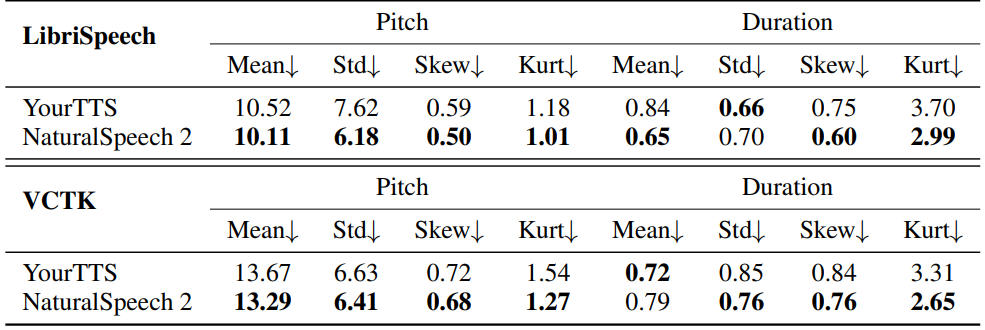 LibriSpeech Pitch Duration
Mean↓ Std↓ Skew↓ Kurt↓ Mean↓ Std↓ Skew↓ Kurt↓
YourTTS 10.52 7.62 0.59 1.18 0.84 0.66 0.75 3.70
NaturalSpeech 2 10.11 6.18 0.50 1.01 0.65 0.70 0.60 2.99
VCTK Pitch Duration
Mean↓ Std↓ Skew↓ Kurt↓ Mean↓ Std↓ Skew↓ Kurt↓
YourTTS 13.67 6.63 0.72 1.54 0.72 0.85 0.84 3.31
NaturalSpeech 2 13.29 6.41 0.68 1.27 0.79 0.76 0.76 2.65